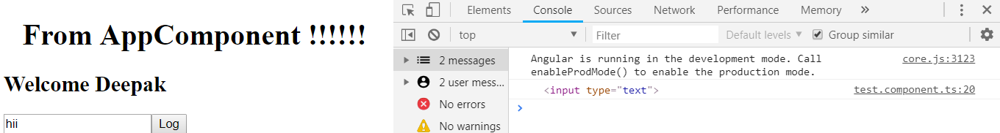 From AppComponent !!!!!!
Welcome Deepak
hii Log
Elements Console Sources Network Performance Memory »
top Filter Default levels Group similar
2 messages
2 user mess...
No errors
No warnings
Angular is running in the development mode. Call core.js:3123
enableProdMode() to enable the production mode.
<input type="text"> test.component.ts:20